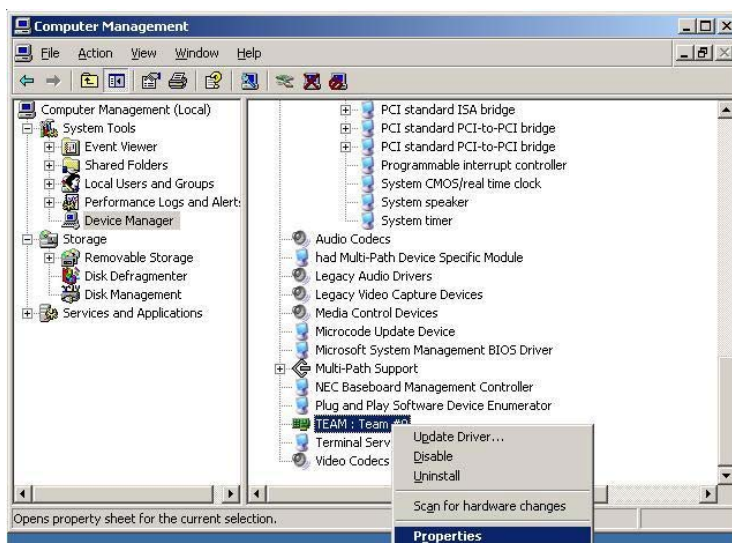 Computer Management
File Action View Window Help
Computer Management (Local)
System Tools
Event Viewer
Shared Folders
Local Users and Groups
Performance Logs and Alert
Device Manager
Storage
Removable Storage
Disk Defragmenter
Disk Management
Services and Applications
PCI standard ISA bridge
PCI standard PCI-to-PCI bridge
PCI standard PCI-to-PCI bridge
Programmable interrupt controller
System CMOS/real time clock
System speaker
System timer
Audio Codecs
had Multi-Path Device Specific Module
Legacy Audio Drivers
Legacy Video Capture Devices
Media Control Devices
Microcode Update Device
Microsoft System Management BIOS Driver
Multi-Path Support
NEC Baseboard Management Controller
Plug and Play Software Device Enumerator
TEAM : Team #0
Terminal Serv
Video Codecs
Update Driver...
Disable
Uninstall
Scan for hardware changes
Properties
Opens property sheet for the current selection.